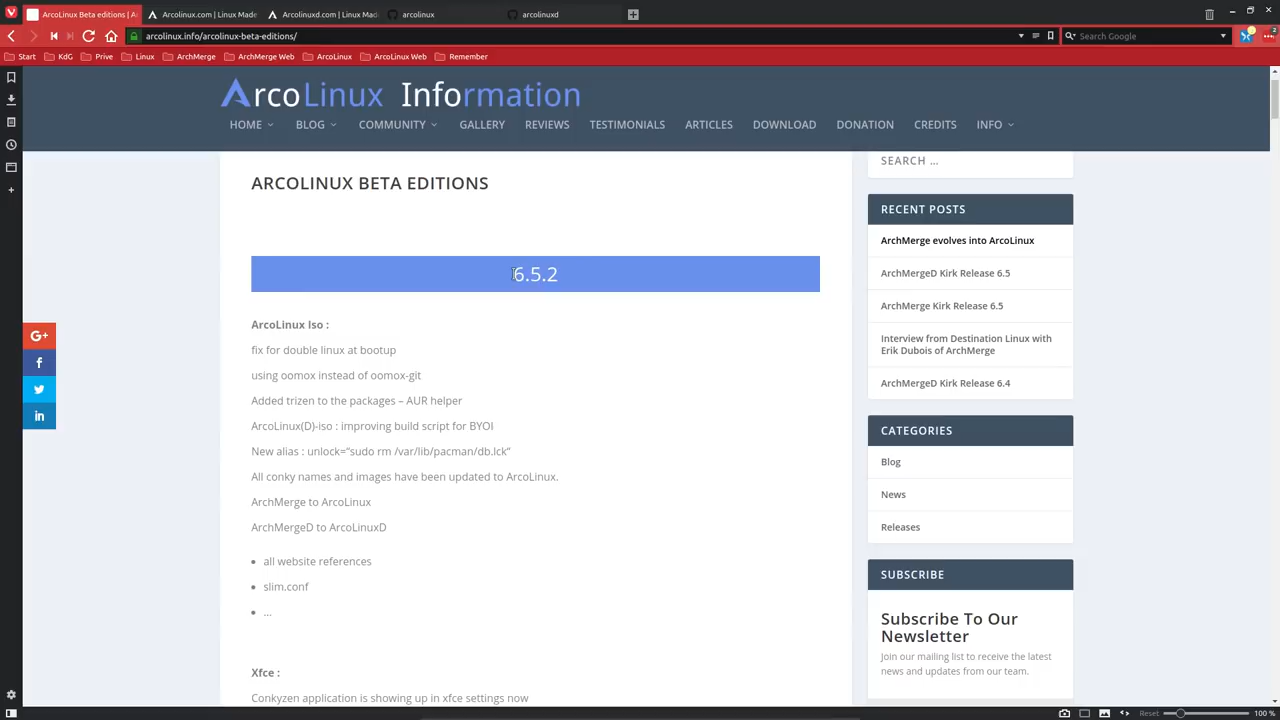 ArcoLinux Beta editions | A
Arcolinux.com | Linux Mad
Arcolinuxd.com | Linux Ma
arcolinux
arcolinuxd
arcolinux.info/arcolinux-beta-editions/
Search Google
2
Start
KdG
Prive
Linux
ArchMerge
ArchMerge Web
ArcoLinux
ArcoLinux Web
Remember
ArcoLinux Information
HOME
BLOG
COMMUNITY
GALLERY
REVIEWS
TESTIMONIALS
ARTICLES
DOWNLOAD
DONATION
CREDITS
INFO
ARCOLINUX BETA EDITIONS
6.5.2
ArcoLinux Iso :
fix for double linux at bootup
using oomox instead of oomox-git
Added trizen to the packages – AUR helper
ArcoLinux(D)-iso : improving build script for BYOI
New alias : unlock=”sudo rm /var/lib/pacman/db.lck“
All conky names and images have been updated to ArcoLinux.
ArchMerge to ArcoLinux
ArchMergeD to ArcoLinuxD
• all website references
• slim.conf
• …
Xfce :
Conkyzen application is showing up in xfce settings now
SEARCH …
RECENT POSTS
ArchMerge evolves into ArcoLinux
ArchMergeD Kirk Release 6.5
ArchMerge Kirk Release 6.5
Interview from Destination Linux with
Erik Dubois of ArchMerge
ArchMergeD Kirk Release 6.4
CATEGORIES
Blog
News
Releases
SUBSCRIBE
Subscribe To Our
Newsletter
Join our mailing list to receive the latest
news and updates from our team.
G+
f
in
Reset
100 %